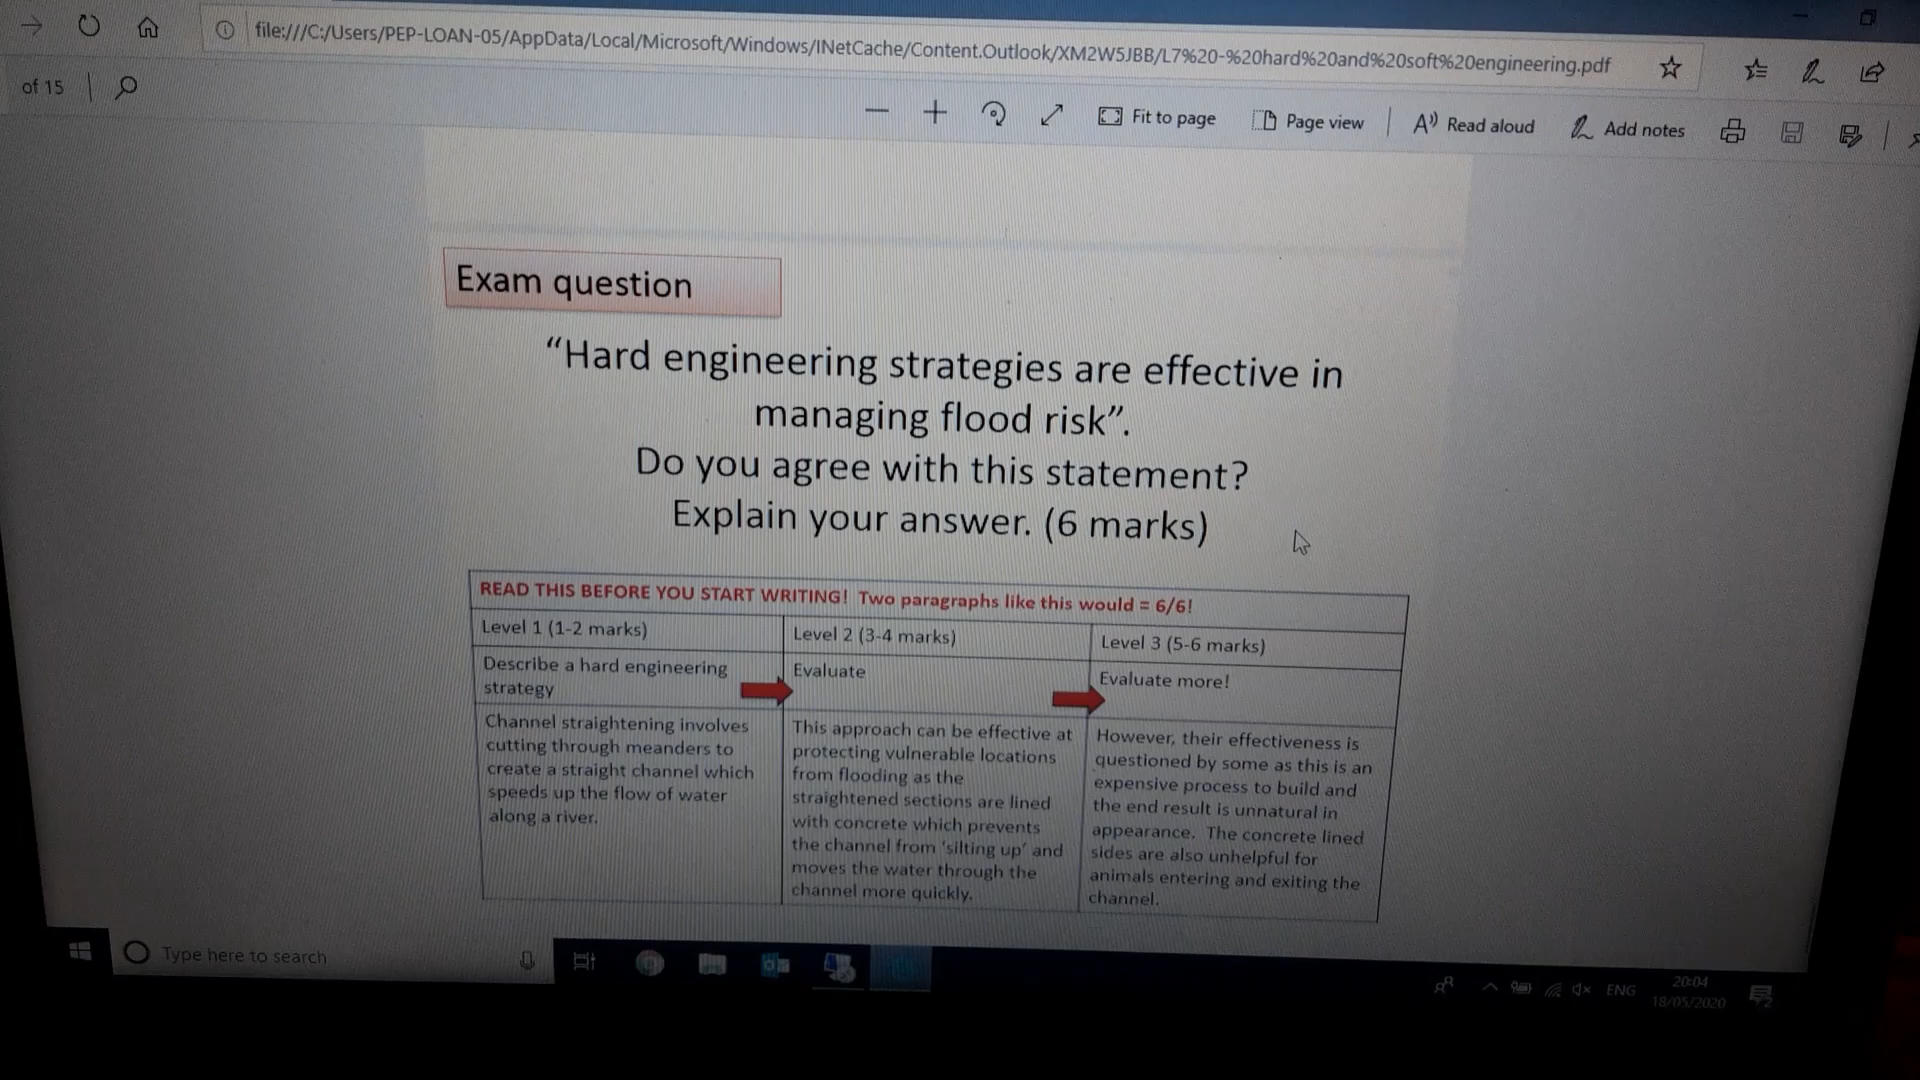 file:///C:/Users/PEP-LOAN-05/AppData/Local/Microsoft/Windows/INetCache/Content.Outlook/XM2W5JBB/L7%20-%20hard%20and%20soft%20engineering.pdf
of 15
Fit to page
Page view
Read aloud
Add notes
Exam question
“Hard engineering strategies are effective in
managing flood risk”.
Do you agree with this statement?
Explain your answer. (6 marks)
READ THIS BEFORE YOU START WRITING! Two paragraphs like this would = 6/6!
Level 1 (1-2 marks)
Level 2 (3-4 marks)
Level 3 (5-6 marks)
Describe a hard engineering
strategy
Evaluate
Evaluate more!
Channel straightening involves
cutting through meanders to
create a straight channel which
speeds up the flow of water
along a river.
This approach can be effective at
protecting vulnerable locations
from flooding as the
straightened sections are lined
with concrete which prevents
the channel from ‘silting up’ and
moves the water through the
channel more quickly.
However, their effectiveness is
questioned by some as this is an
expensive process to build and
the end result is unnatural in
appearance. The concrete lined
sides are also unhelpful for
animals entering and exiting the
channel.
Type here to search
ENG
20:04
18/05/2020
2